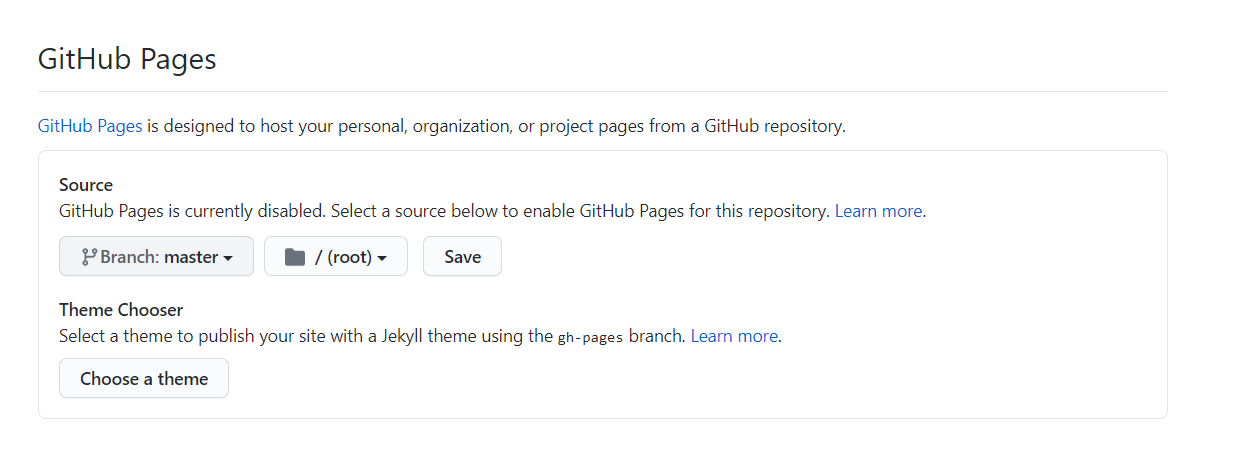 GitHub Pages
GitHub Pages is designed to host your personal, organization, or project pages from a GitHub repository.
Source
GitHub Pages is currently disabled. Select a source below to enable GitHub Pages for this repository. Learn more.
Branch: master / (root) Save
Theme Chooser
Select a theme to publish your site with a Jekyll theme using the gh-pages branch. Learn more.
Choose a theme